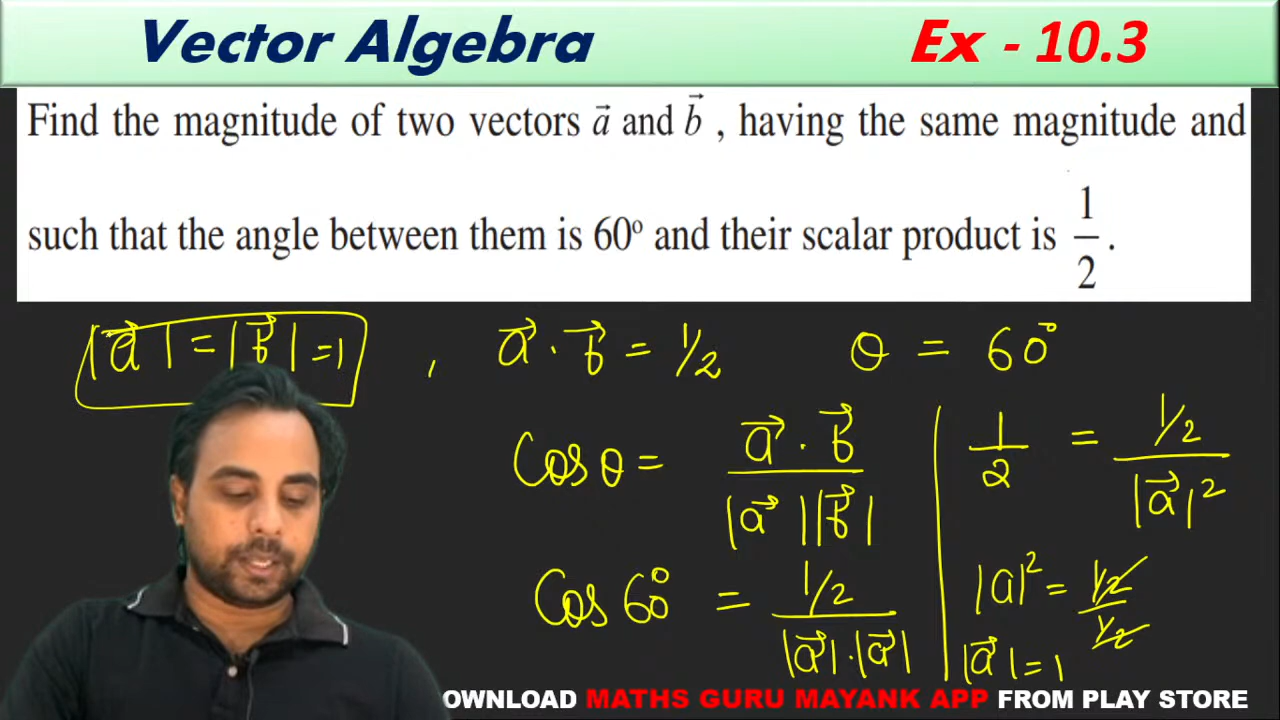 Vector Algebra Ex - 10.3
Find the magnitude of two vectors a⃗ and b⃗ , having the same magnitude and
such that the angle between them is 60° and their scalar product is 1/2.
|a⃗| = |b⃗| = 1 , a⃗ · b⃗ = 1/2 θ = 60°
Cos θ = a⃗ · b⃗ / |a⃗||b⃗|
Cos 60° = 1/2 / |a⃗|·|a⃗|
1/2 = 1/2 / |a⃗|²
|a|² = 1/2 / 1/2
|a⃗| = 1
OWNLOAD MATHS GURU MAYANK APP FROM PLAY STORE